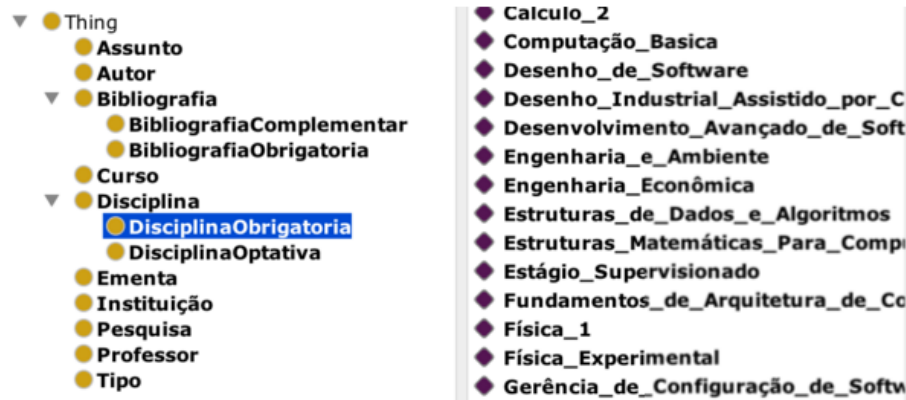 Thing
Assunto
Autor
Bibliografia
BibliografiaComplementar
BibliografiaObrigatoria
Curso
Disciplina
DisciplinaObrigatoria
DisciplinaOptativa
Ementa
Instituição
Pesquisa
Professor
Tipo
Calculo_2
Computação_Basica
Desenho_de_Software
Desenho_Industrial_Assistido_por_C
Desenvolvimento_Avançado_de_Soft
Engenharia_e_Ambiente
Engenharia_Econômica
Estruturas_de_Dados_e_Algoritmos
Estruturas_Matemáticas_Para_Comp
Estágio_Supervisionado
Fundamentos_de_Arquitetura_de_Co
Física_1
Física_Experimental
Gerência_de_Configuração_de_Softw